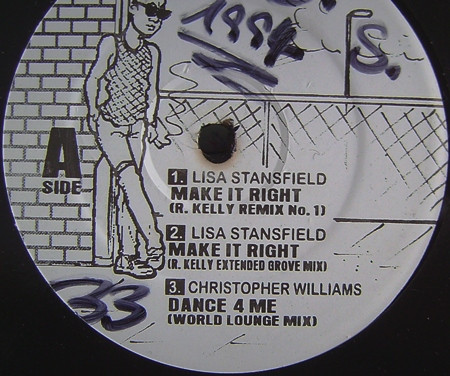 1994
S.
A
SIDE
1. LISA STANSFIELD
MAKE IT RIGHT
(R. KELLY REMIX No. 1)
2. LISA STANSFIELD
MAKE IT RIGHT
(R. KELLY EXTENDED GROVE MIX)
3. CHRISTOPHER WILLIAMS
DANCE 4 ME
(WORLD LOUNGE MIX)
33